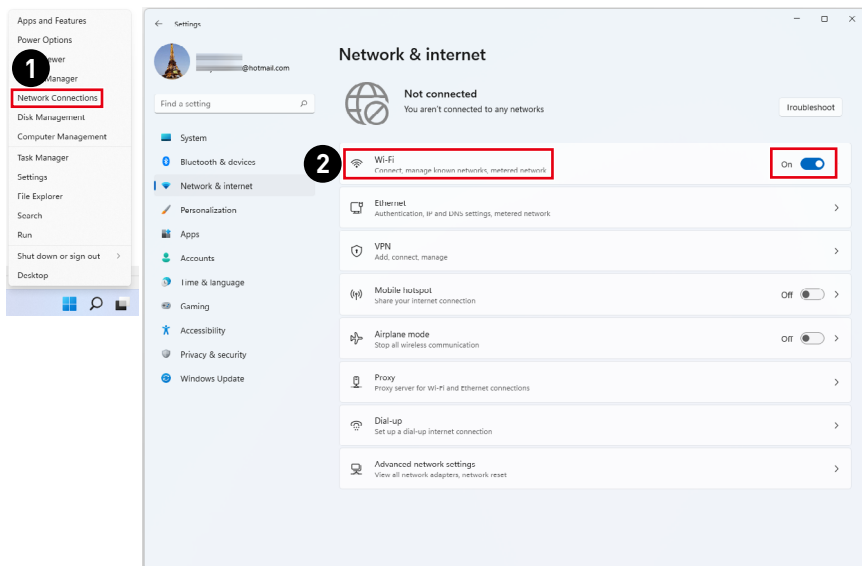 Apps and Features
Power Options
ewer
1
Manager
Network Connections
Disk Management
Computer Management
Task Manager
Settings
File Explorer
Search
Run
Shut down or sign out
Desktop
Settings
@hotmail.com
Find a setting
System
Bluetooth & devices
Network & internet
Personalization
Apps
Accounts
Time & language
Gaming
Accessibility
Privacy & security
Windows Update
Network & internet
Not connected
You aren't connected to any networks
Troubleshoot
2
Wi-Fi
Connect, manage known networks, metered network
On
Ethernet
Authentication, IP and DNS settings, metered network
VPN
Add, connect, manage
Mobile hotspot
Share your internet connection
Off
Airplane mode
Stop all wireless communication
Off
Proxy
Proxy server for Wi-Fi and Ethernet connections
Dial-up
Set up a dial-up internet connection
Advanced network settings
View all network adapters, network reset